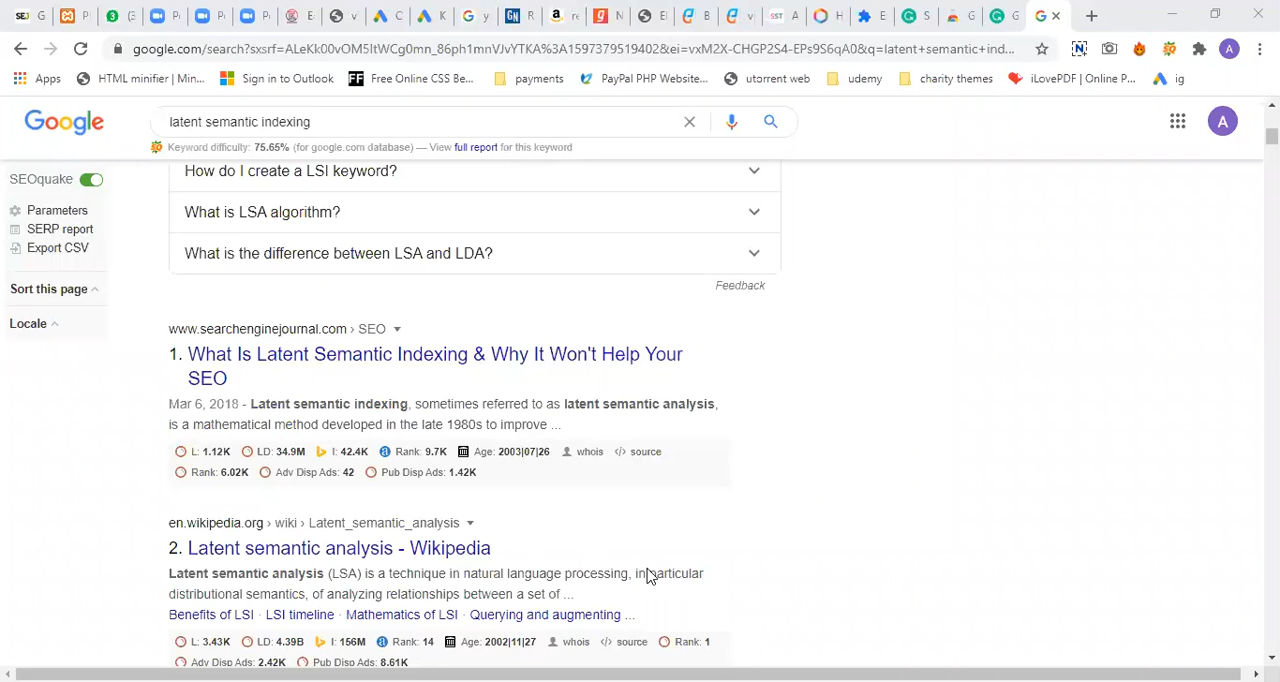 google.com/search?sxsrf=ALeKk00vOM5ltWCg0mn_86ph1mnVJvYTKA%3A1597379519402&ei=vxM2X-CHGP2S4-EPs9S6qA0&q=latent+semantic+ind...
Apps HTML minifier | Min... Sign in to Outlook Free Online CSS Be... payments PayPal PHP Website... utorrent web udemy charity themes iLovePDF | Online P... ig
Google latent semantic indexing A
Keyword difficulty: 75.65% (for google.com database) — View full report for this keyword
SEOquake
Parameters
SERP report
Export CSV
Sort this page
Locale
How do I create a LSI keyword?
What is LSA algorithm?
What is the difference between LSA and LDA?
Feedback
www.searchenginejournal.com › SEO
1. What Is Latent Semantic Indexing & Why It Won't Help Your
SEO
Mar 6, 2018 - Latent semantic indexing, sometimes referred to as latent semantic analysis,
is a mathematical method developed in the late 1980s to improve ...
L: 1.12K LD: 34.9M I: 42.4K Rank: 9.7K Age: 2003|07|26 whois </> source
Rank: 6.02K Adv Disp Ads: 42 Pub Disp Ads: 1.42K
en.wikipedia.org › wiki › Latent_semantic_analysis
2. Latent semantic analysis - Wikipedia
Latent semantic analysis (LSA) is a technique in natural language processing, in particular
distributional semantics, of analyzing relationships between a set of ...
Benefits of LSI · LSI timeline · Mathematics of LSI · Querying and augmenting ...
L: 3.43K LD: 4.39B I: 156M Rank: 14 Age: 2002|11|27 whois </> source Rank: 1
Adv Disp Ads: 2.42K Pub Disp Ads: 8.61K